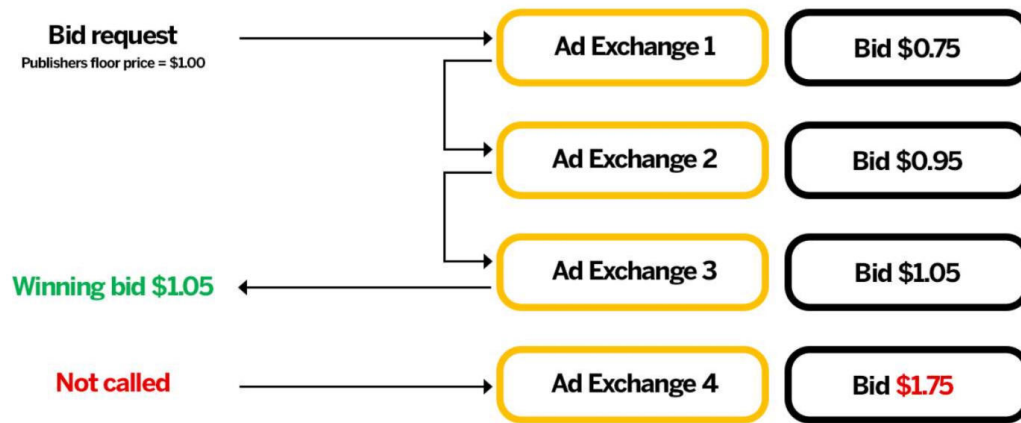 Bid request
Publishers floor price = $1.00
Ad Exchange 1
Bid $0.75
Ad Exchange 2
Bid $0.95
Winning bid $1.05
Ad Exchange 3
Bid $1.05
Not called
Ad Exchange 4
Bid $1.75